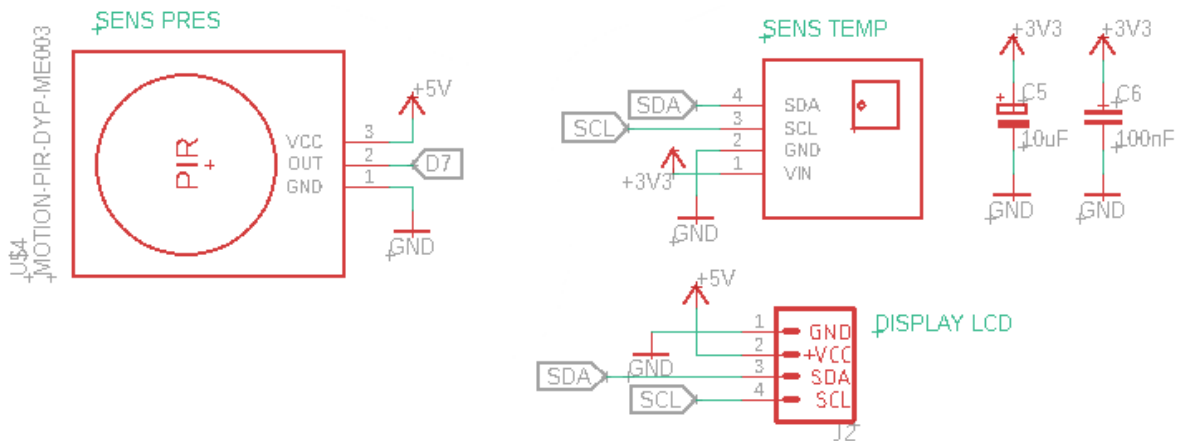 SENS PRES
MOTION-PIR-DYP-ME003
PIR
VCC
3
+5V
OUT
2
D7
GND
1
GND
SENS TEMP
SDA
4
SDA
SCL
3
SCL
2
GND
+3V3
1
VIN
GND
+3V3
C5
10uF
GND
+3V3
C6
100nF
GND
+5V
DISPLAY LCD
1
GND
GND
2
+VCC
SDA
3
SDA
SCL
4
SCL
J2